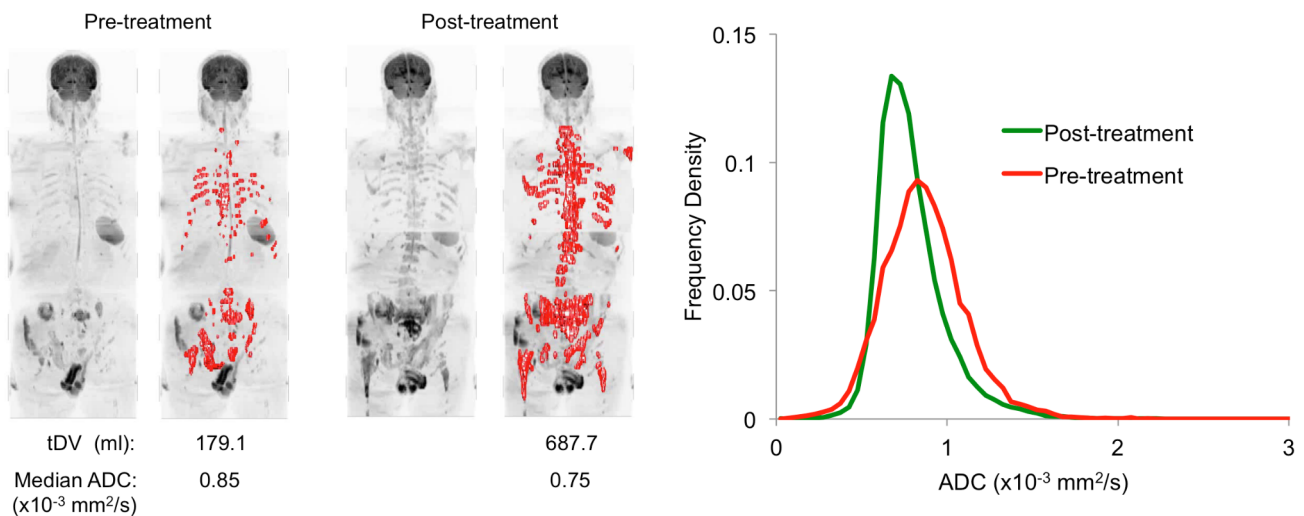 Pre-treatment
Post-treatment
tDV (ml): 179.1 687.7
Median ADC: 0.85 0.75
(x10⁻³ mm²/s)
0.15
0.1
0.05
0
Frequency Density
Post-treatment
Pre-treatment
0 1 2 3
ADC (x10⁻³ mm²/s)